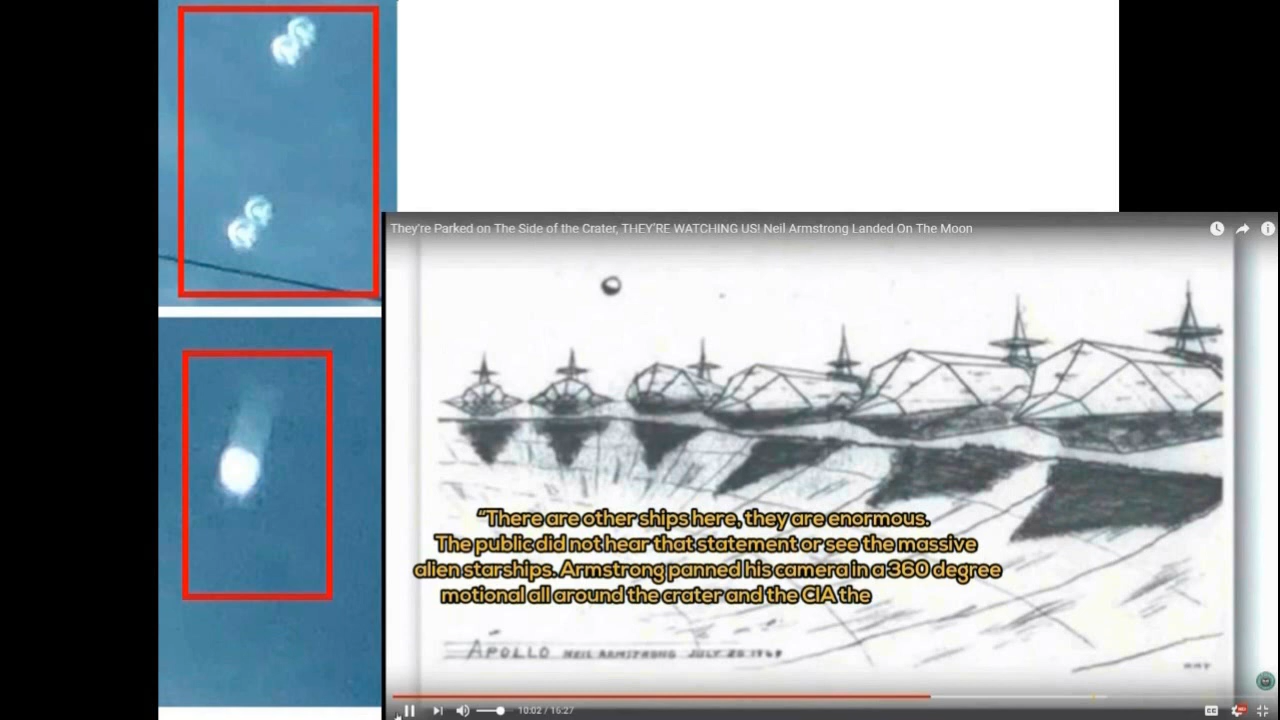 They're Parked on The Side of the Crater, THEY'RE WATCHING US! Neil Armstrong Landed On The Moon
"There are other ships here, they are enormous.
The public did not hear that statement or see the massive
alien starships. Armstrong panned his camera in a 360 degree
motional all around the crater and the CIA the
APOLLO NEIL ARMSTRONG JULY 20 1969
10:02 / 16:27
CC